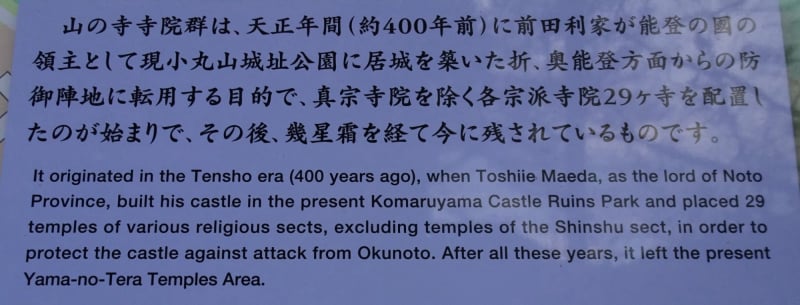 山の寺寺院群は、天正年間(約400年前)に前田利家が能登の國の
領主として現小丸山城址公園に居城を築いた折、奥能登方面からの防
御陣地に転用する目的で、真宗寺院を除く各宗派寺院29ケ寺を配置し
たのが始まりで、その後、幾星霜を経て今に残されているものです。
It originated in the Tensho era (400 years ago), when Toshiie Maeda, as the lord of Noto
Province, built his castle in the present Komaruyama Castle Ruins Park and placed 29
temples of various religious sects, excluding temples of the Shinshu sect, in order to
protect the castle against attack from Okunoto. After all these years, it left the present
Yama-no-Tera Temples Area.